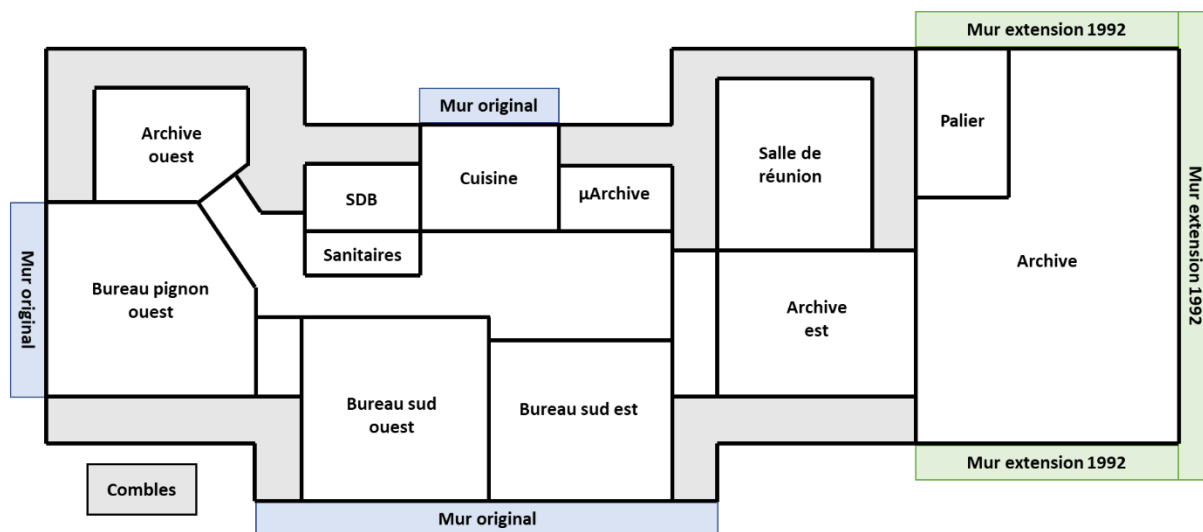 Mur extension 1992
Mur original
Archive
ouest
Palier
Salle de
réunion
Cuisine
SDB
µArchive
Mur extension 1992
Mur original
Sanitaires
Archive
Bureau pignon
ouest
Archive
est
Bureau sud
ouest
Bureau sud est
Mur extension 1992
Combles
Mur original